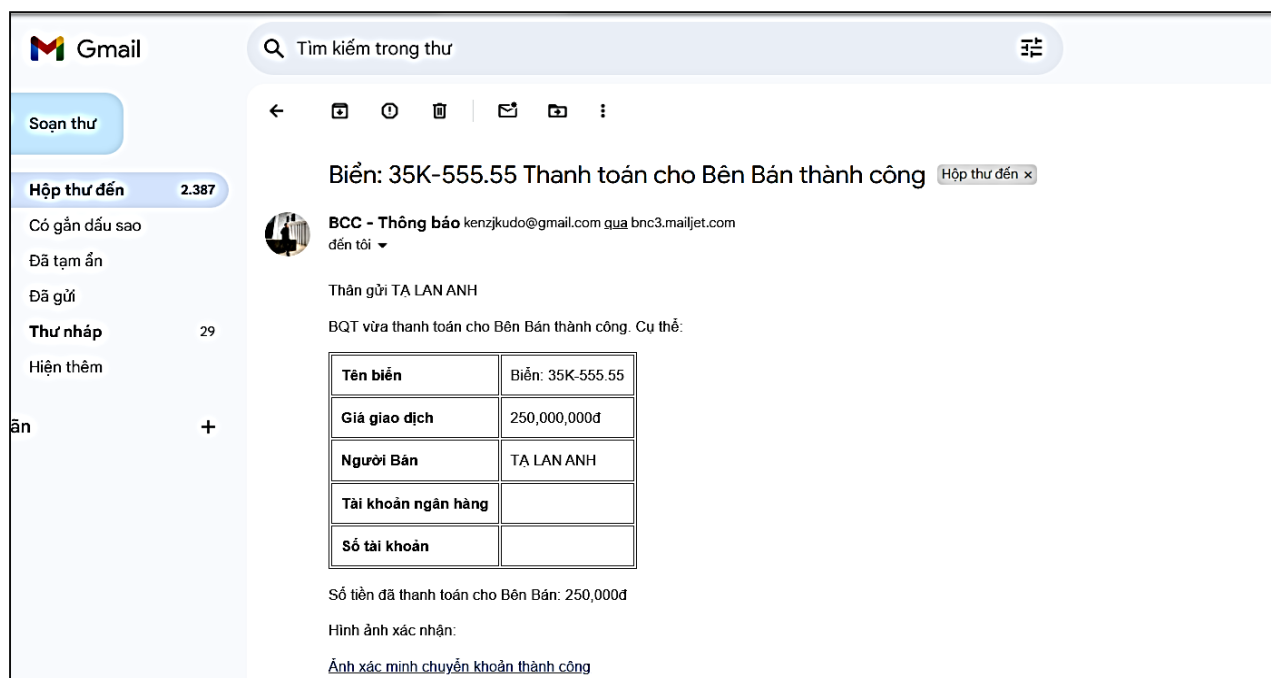 Gmail
Tìm kiếm trong thư
Soạn thư
Hộp thư đến 2.387
Có gắn dấu sao
Đã tạm ẩn
Đã gửi
Thư nháp 29
Hiện thêm
ãn +
Biển: 35K-555.55 Thanh toán cho Bên Bán thành công Hộp thư đến ×
BCC - Thông báo kenzjkudo@gmail.com qua bnc3.mailjet.com
đến tôi
Thân gửi TẠ LAN ANH
BQT vừa thanh toán cho Bên Bán thành công. Cụ thể:
Tên biển Biển: 35K-555.55
Giá giao dịch 250,000,000đ
Người Bán TẠ LAN ANH
Tài khoản ngân hàng
Số tài khoản
Số tiền đã thanh toán cho Bên Bán: 250,000đ
Hình ảnh xác nhận:
Ảnh xác minh chuyển khoản thành công